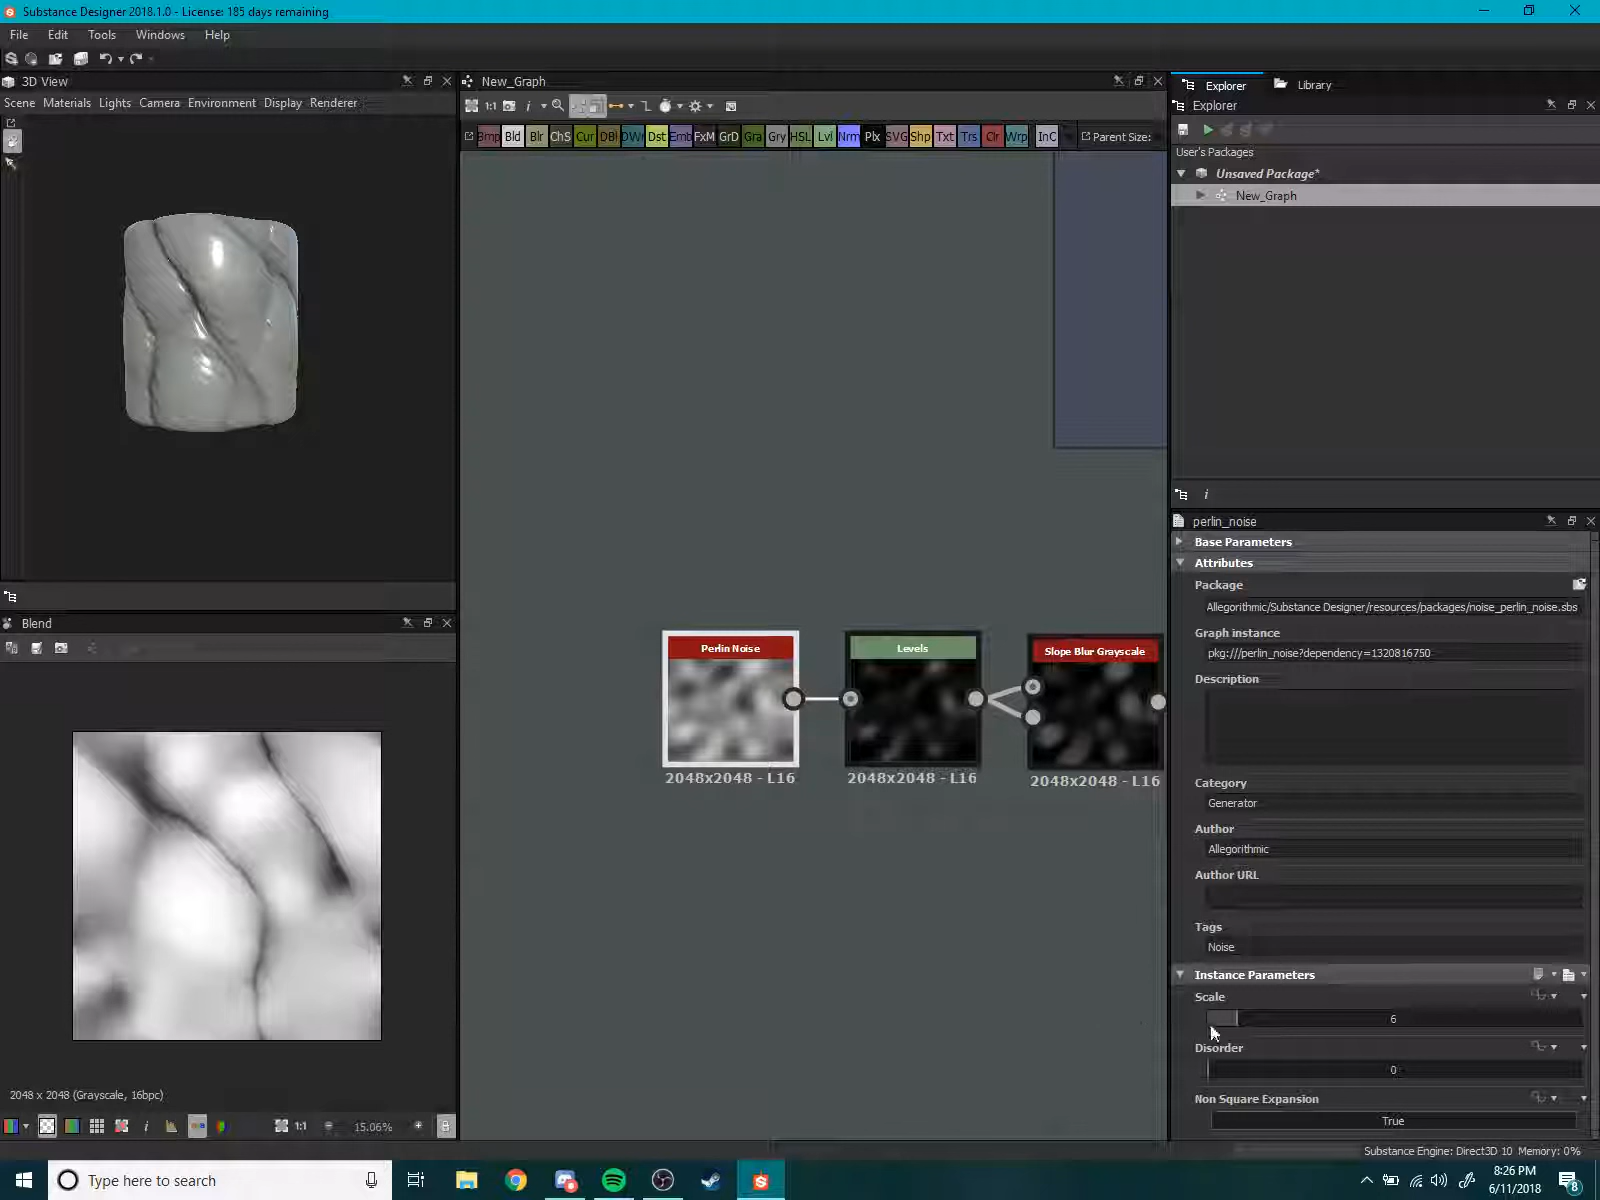 Substance Designer 2018.1.0 - License: 185 days remaining
File Edit Tools Windows Help
3D View
Scene Materials Lights Camera Environment Display Renderer
New_Graph
1:1
Bmp Bld Blr ChS Cur DBl DWr Dst Emb FxM GrD Gra Gry HSL Lvl Nrm Plx SVG Shp Txt Trs Clr Wrp InC Parent Size:
Explorer Library
Explorer
User's Packages
Unsaved Package*
New_Graph
Perlin Noise
2048x2048 - L16
Levels
2048x2048 - L16
Slope Blur Grayscale
2048x2048 - L16
Blend
2048 x 2048 (Grayscale, 16bpc)
1:1
15.06%
perlin_noise
Base Parameters
Attributes
Package
Allegorithmic/Substance Designer/resources/packages/noise_perlin_noise.sbs
Graph instance
pkg:///perlin_noise?dependency=1320816750
Description
Category
Generator
Author
Allegorithmic
Author URL
Tags
Noise
Instance Parameters
Scale
6
Disorder
0
Non Square Expansion
True
Substance Engine: Direct3D 10 Memory: 0%
Type here to search
8:26 PM
6/11/2018
8